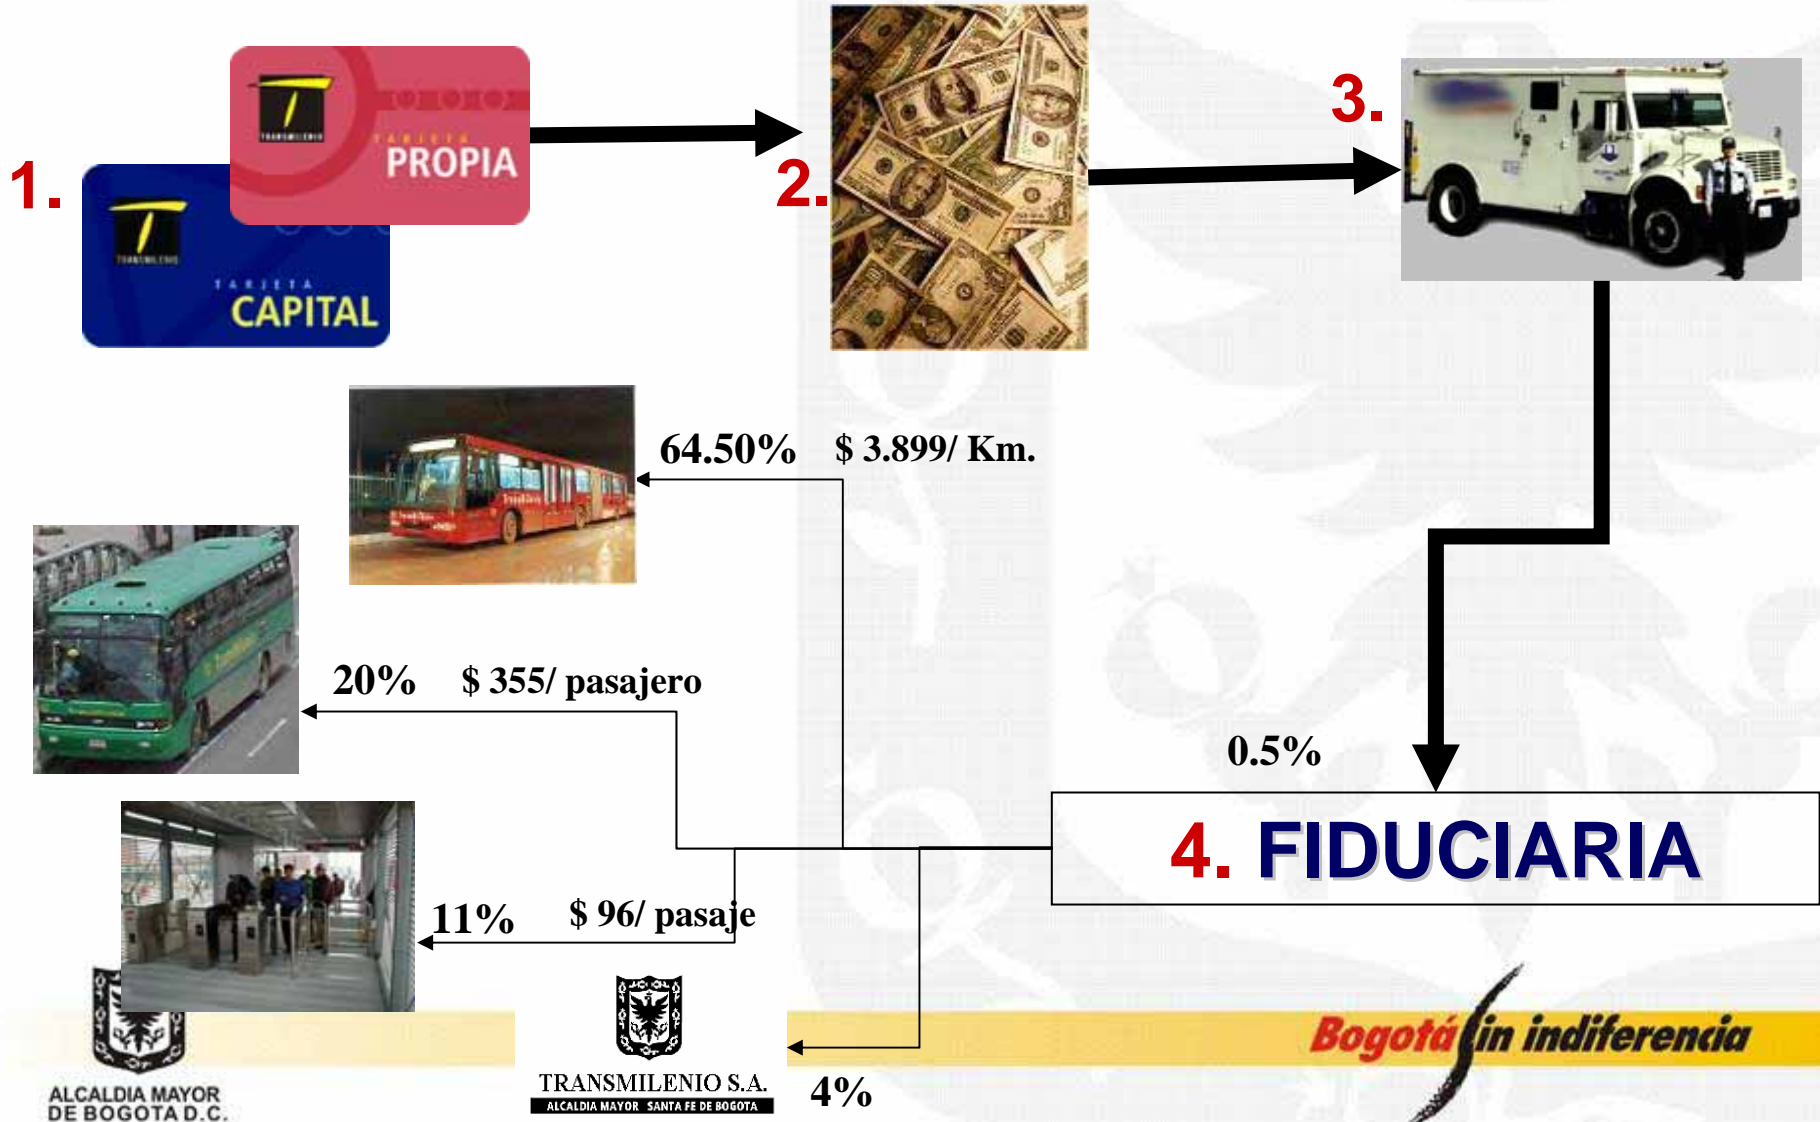 1.
TRANSMILENIO
TARJETA
PROPIA
TRANSMILENIO
TARJETA
CAPITAL
2.
3.
64.50% $ 3.899/ Km.
20% $ 355/ pasajero
0.5%
4. FIDUCIARIA
11% $ 96/ pasaje
ALCALDIA MAYOR
DE BOGOTA D.C.
TRANSMILENIO S.A.
ALCALDIA MAYOR SANTA FE DE BOGOTA
4%
Bogotá sin indiferencia